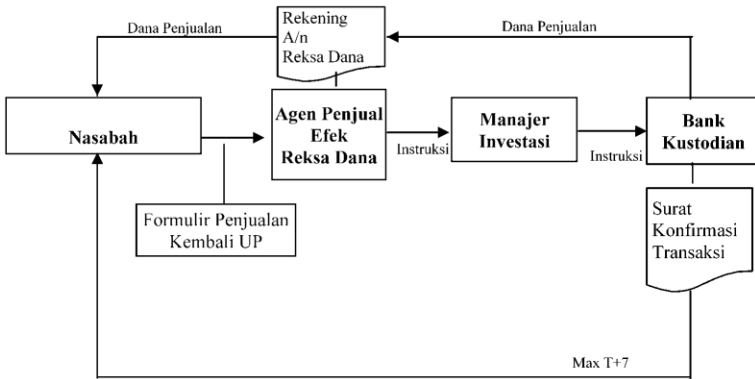 Dana Penjualan
Rekening
A/n
Reksa Dana
Dana Penjualan
Nasabah
Agen Penjual
Efek
Reksa Dana
Instruksi
Manajer
Investasi
Instruksi
Bank
Kustodian
Formulir Penjualan
Kembali UP
Surat
Konfirmasi
Transaksi
Max T+7